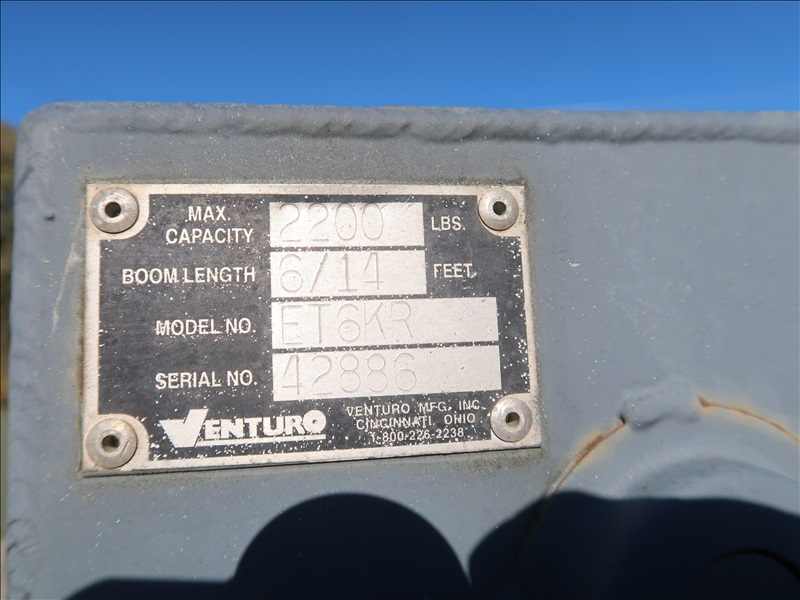 MAX. CAPACITY 2200 LBS.
BOOM LENGTH 6/14 FEET
MODEL NO. ET6KR
SERIAL NO. 42886
VENTURO
VENTURO MFG. INC.
CINCINNATI, OHIO
1-800-226-2238